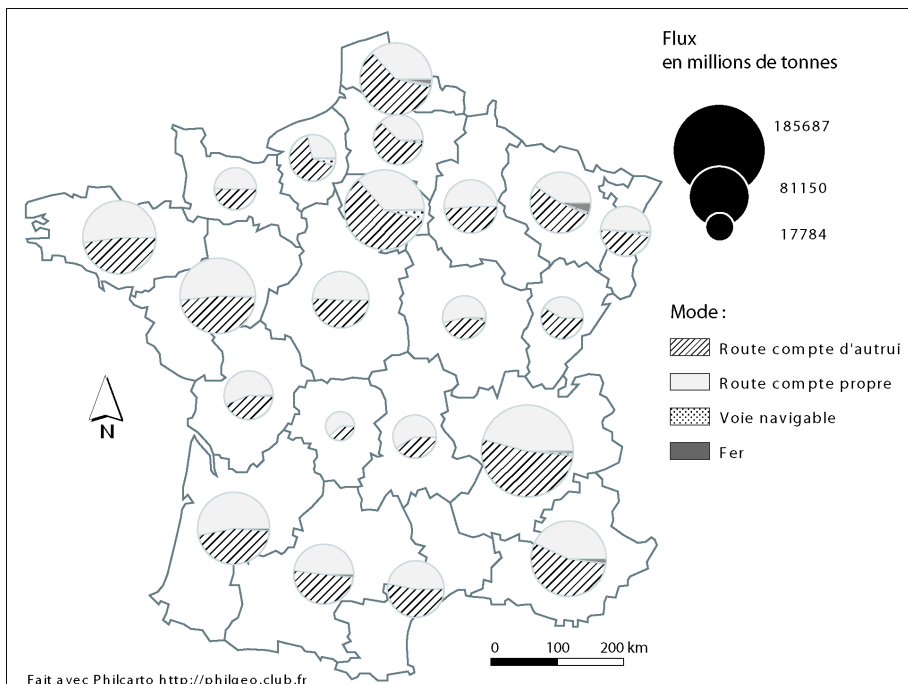 Flux
en millions de tonnes
185687
81150
17784
Mode :
Route compte d'autrui
Route compte propre
Voie navigable
Fer
N
0 100 200 km
Fait avec Philcarto http://philgeo.club.fr